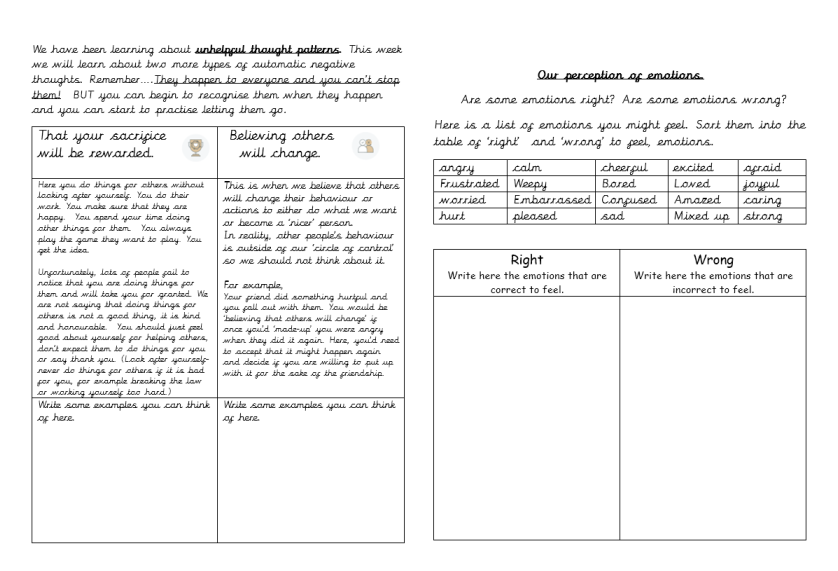 We have been learning about unhelpful thought patterns. This week
we will learn about two more types of automatic negative
thoughts. Remember....They happen to everyone and you can't stop
them! BUT you can begin to recognise them when they happen
and you can start to practise letting them go.
That your sacrifice
will be rewarded.
Here you do things for others without
looking after yourself. You do their
work. You make sure that they are
happy. You spend your time doing
other things for them. You always
play the game they want to play. You
get the idea.
Unfortunately, lots of people fail to
notice that you are doing things for
them and will take you for granted. We
are not saying that doing things for
others is not a good thing, it is kind
and honourable. You should just feel
good about yourself for helping others,
don't expect them to do things for you
or say thank you. (Look after yourself-
never do things for others if it is bad
for you, for example breaking the law
or working yourself too hard.)
Write some examples you can think
of here.
Believing others
will change.
This is when we believe that others
will change their behaviour or
actions to either do what we want
or become a 'nicer' person.
In reality, other people's behaviour
is outside of our 'circle of control'
so we should not think about it.
For example,
Your friend did something hurtful and
you fall out with them. You would be
'believing that others will change' if
once you'd 'made-up' you were angry
when they did it again. Here, you'd need
to accept that it might happen again
and decide if you are willing to put up
with it for the sake of the friendship.
Write some examples you can think
of here.
Our perception of emotions.
Are some emotions right? Are some emotions wrong?
Here is a list of emotions you might feel. Sort them into the
table of 'right' and 'wrong' to feel, emotions.
angry calm cheerful excited afraid
Frustrated Weepy Bored Loved joyful
worried Embarrassed Confused Amazed caring
hurt pleased sad Mixed up strong
Right
Write here the emotions that are
correct to feel.
Wrong
Write here the emotions that are
incorrect to feel.